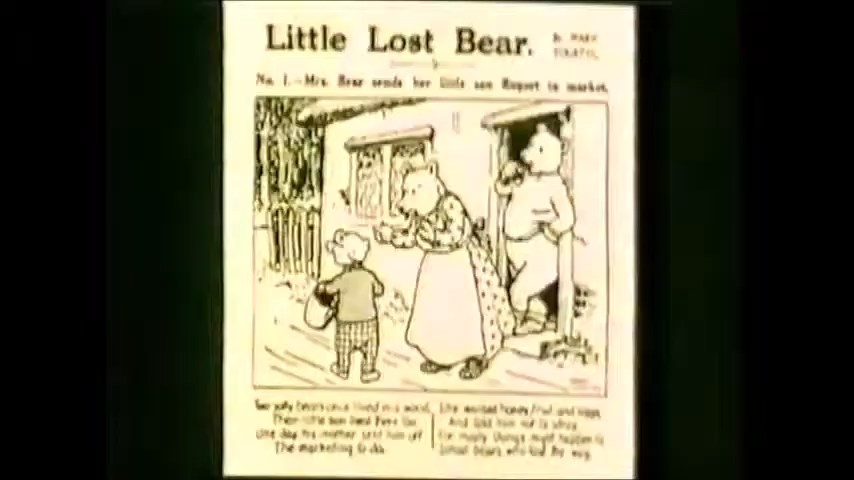 Little Lost Bear.
By MARY
TOURTEL.
No. 1.—Mrs. Bear sends her little son Rupert to market.
Two jolly bears once lived in a wood,
Their little son lived there too.
One day his mother sent him off
The marketing to do.
She wanted honey, fruit and eggs,
And told him not to stray,
For many things might happen to
Small bears who lost the way.